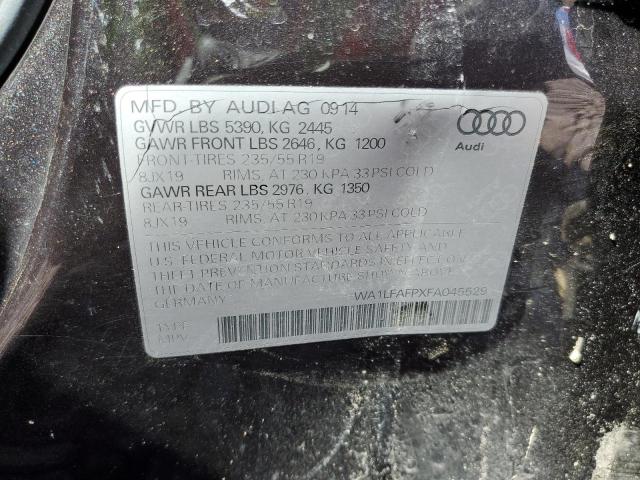 MFD. BY AUDI AG 09 14
GVWR LBS 5390, KG 2445
GAWR FRONT LBS 2646, KG 1200
FRONT-TIRES 235/55 R19
8JX19 RIMS, AT 230 KPA 33 PSI COLD
GAWR REAR LBS 2976, KG 1350
REAR-TIRES 235/55 R19
8JX19 RIMS, AT 230 KPA 33 PSI COLD
THIS VEHICLE CONFORMS TO ALL APPLICABLE
U.S. FEDERAL MOTOR VEHICLE SAFETY AND
THEFT PREVENTION STANDARDS IN EFFECT ON
THE DATE OF MANUFACTURE SHOWN ABOVE.
GERMANY WA1LFAFPXFA045529
TYPE
MPV
Audi